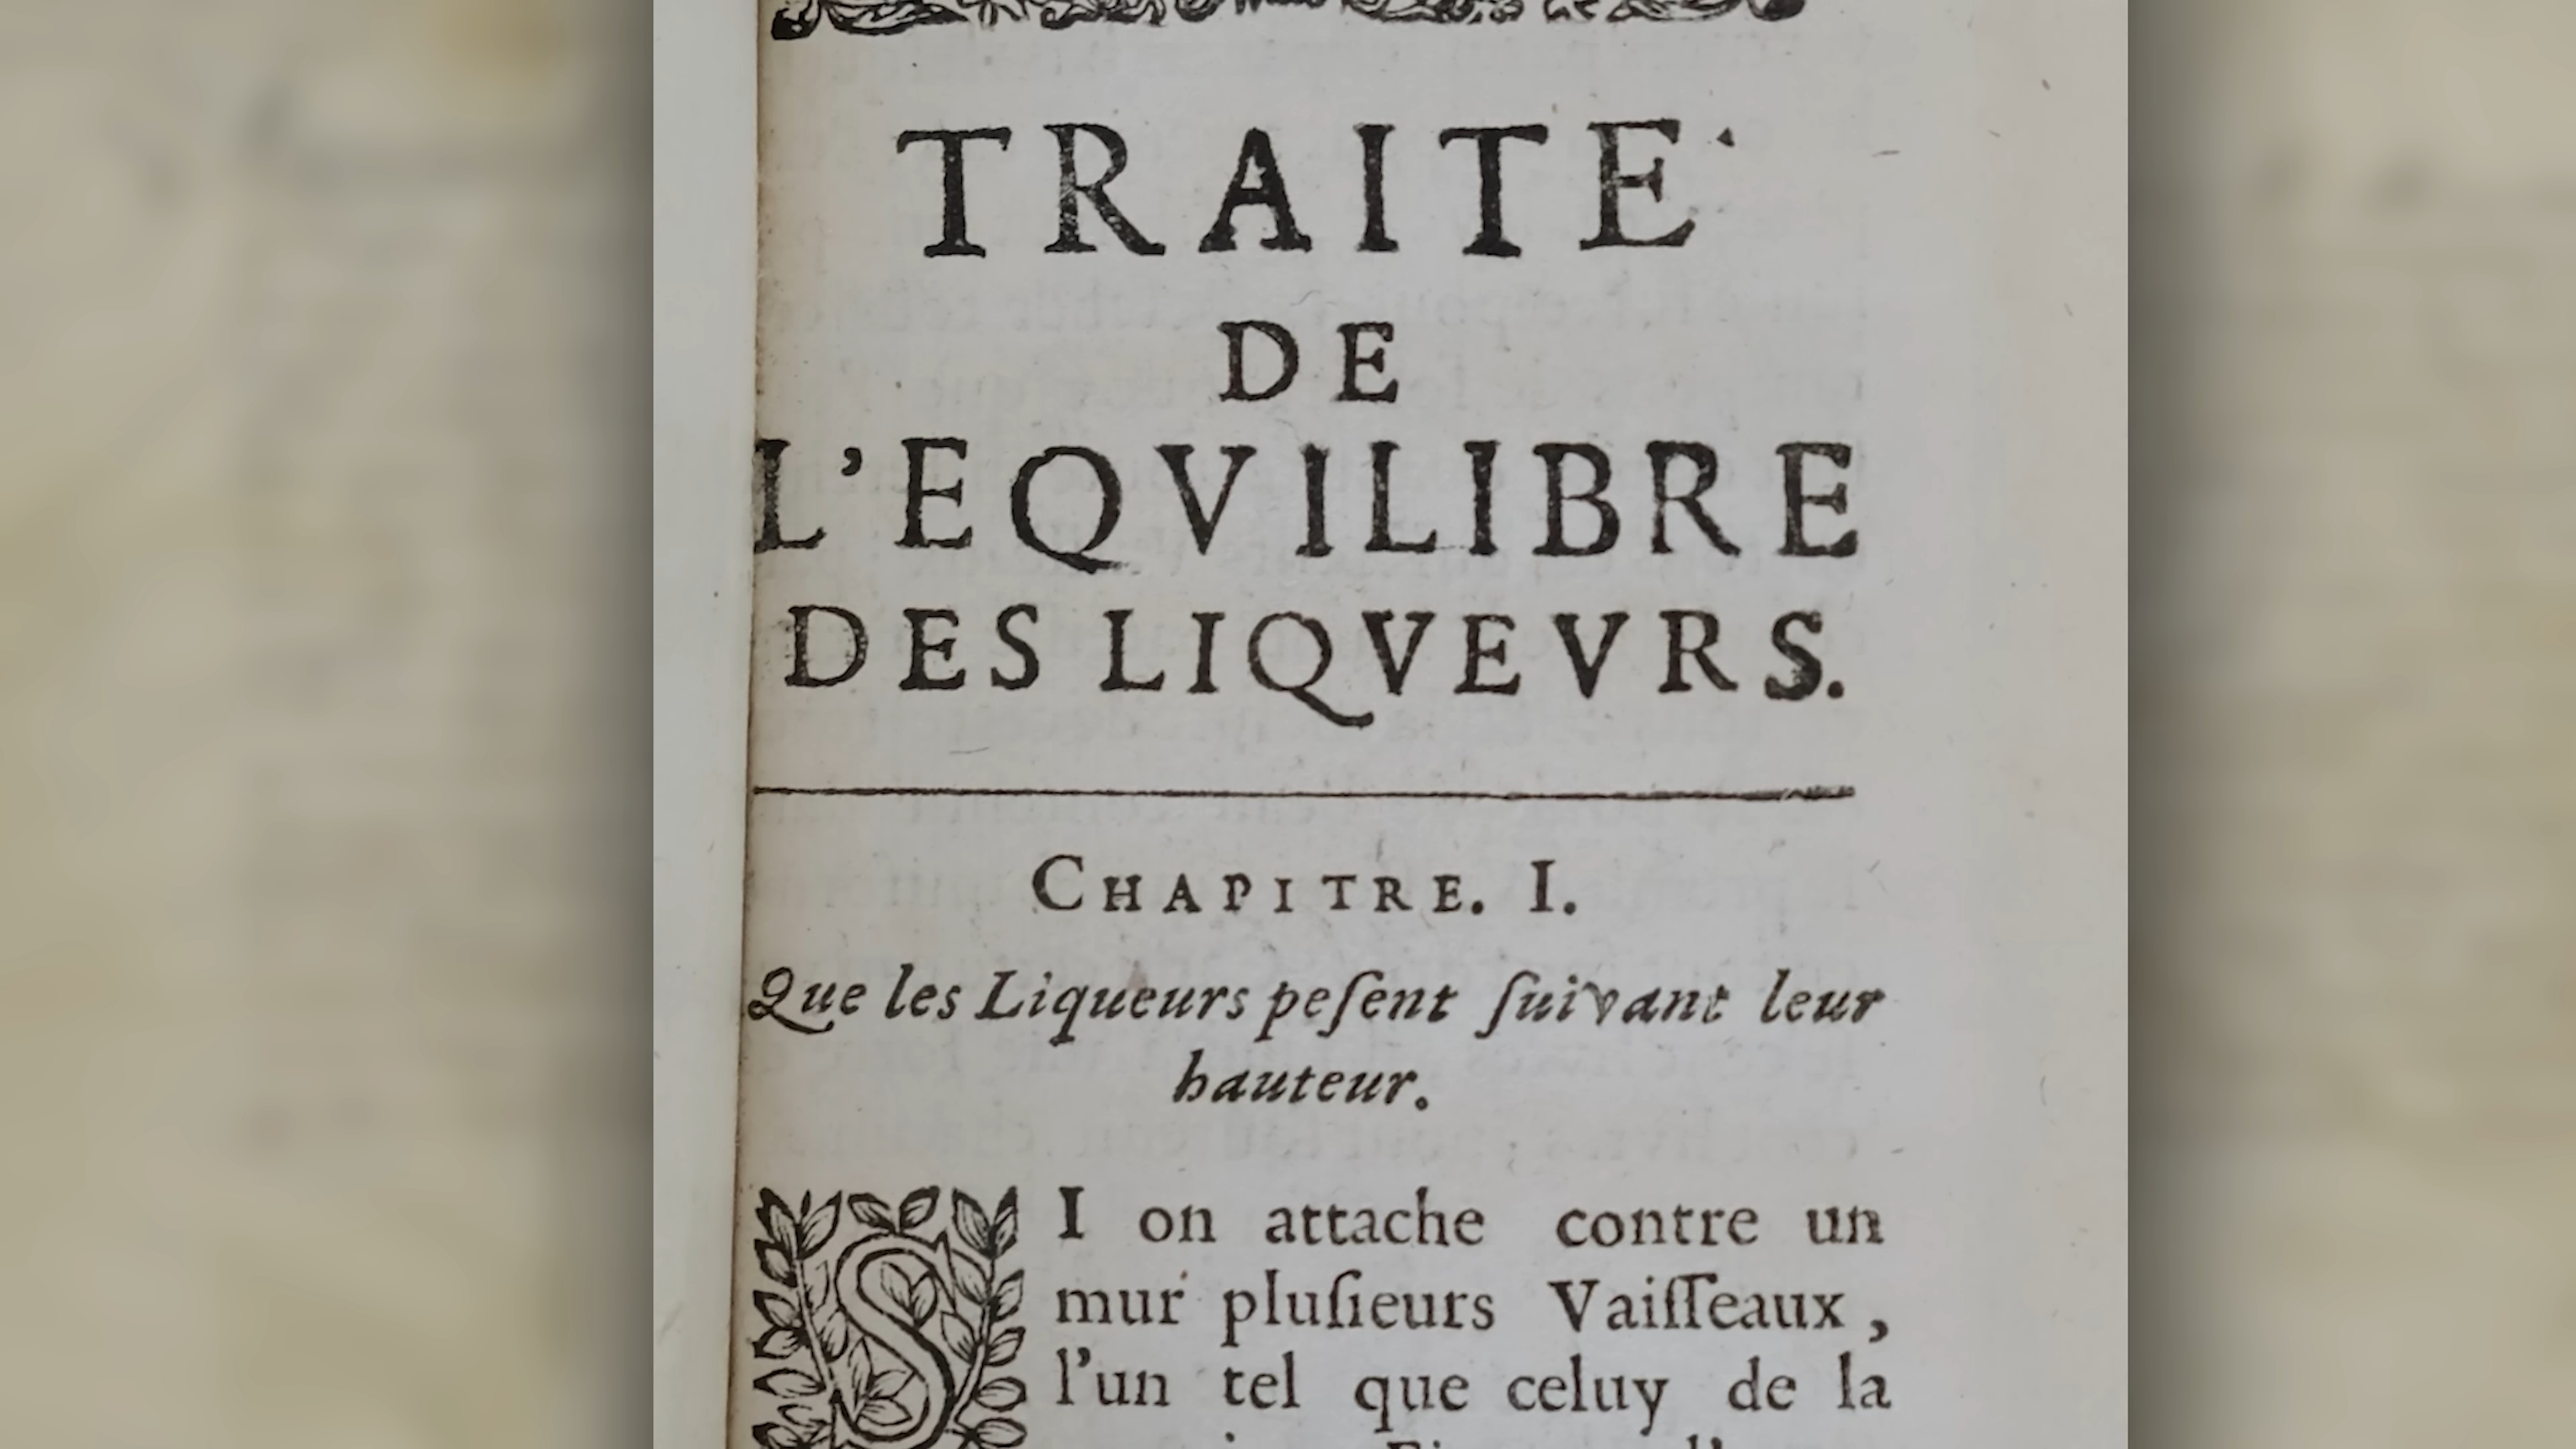 TRAITE'
DE
L'EQVILIBRE
DES LIQVEVRS.
CHAPITRE. I.
Que les Liqueurs peſent ſuivant leur
hauteur.
SI on attache contre un
mur pluſieurs Vaiſſeaux,
l'un tel que celuy de la